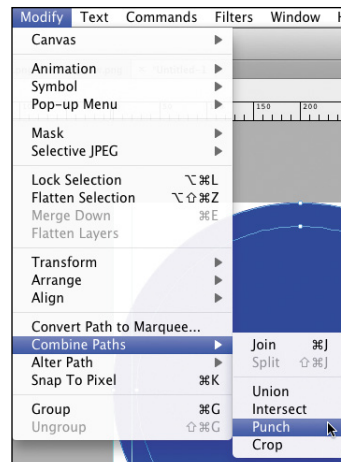 Modify Text Commands Filters Window
Canvas
Animation
Symbol
Pop-up Menu
150 200
Mask
Selective JPEG
Lock Selection ⌥⌘L
Flatten Selection ⌥⇧⌘Z
Merge Down ⌘E
Flatten Layers
Transform
Arrange
Align
Convert Path to Marquee...
Combine Paths
Join ⌘J
Alter Path
Split ⇧⌘J
Snap To Pixel ⌘K
Union
Group ⌘G
Intersect
Ungroup ⇧⌘G
Punch
Crop